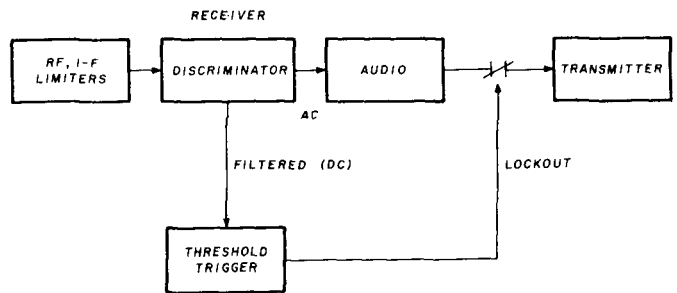 RECEIVER
RF, I-F
LIMITERS
DISCRIMINATOR
AUDIO
TRANSMITTER
AC
FILTERED (DC)
LOCKOUT
THRESHOLD
TRIGGER